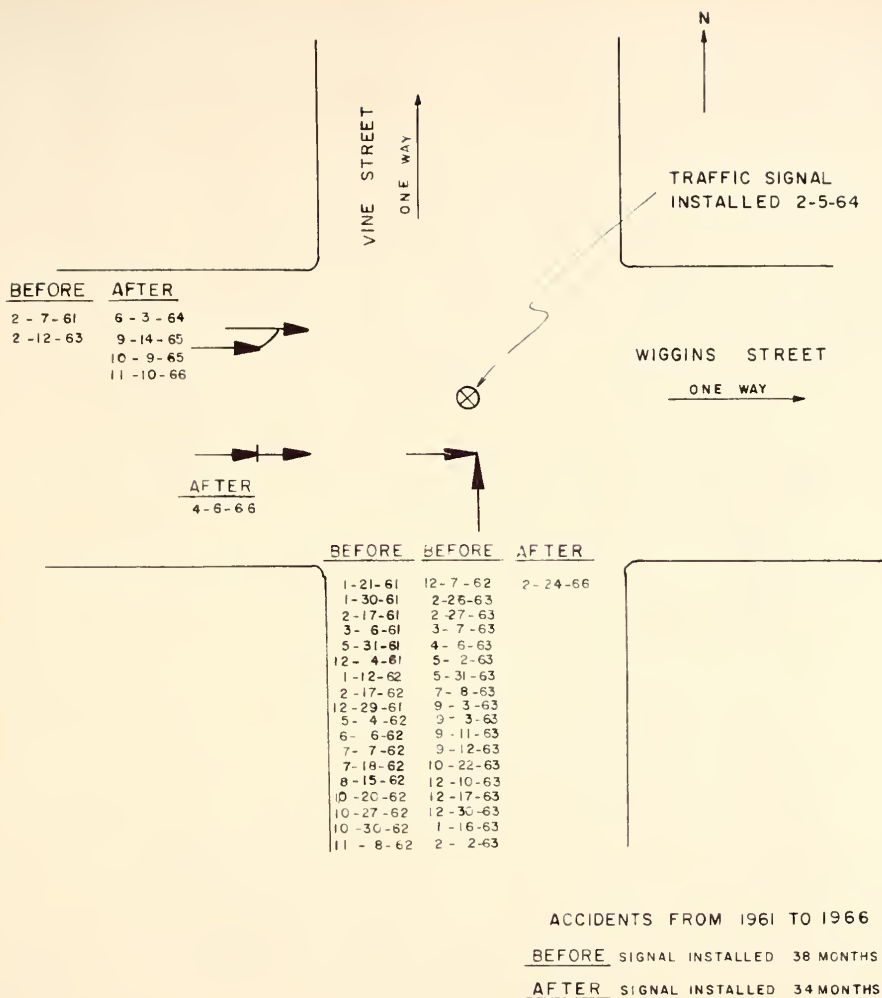 N
VINE STREET
ONE WAY
TRAFFIC SIGNAL
INSTALLED 2-5-64
BEFORE AFTER
2 - 7-61 6 - 3 -64
2 -12-63 9 -14-65
10 - 9-65
11 -10-66
WIGGINS STREET
ONE WAY
AFTER
4-6-66
BEFORE BEFORE AFTER
1-21-61 12- 7 -62 2-24-66
1-30-61 2-26-63
2-17-61 2-27-63
3- 6-61 3- 7 -63
5-31-61 4- 6-63
12- 4-61 5- 2-63
1-12-62 5-31-63
2-17-62 7- 8-63
12-29-61 9 - 3-63
5- 4 -62 9 - 3-63
6- 6-62 9 -11-63
7- 7-62 9 -12-63
7-18-62 10 -22-63
8-15-62 12 -10-63
10 -20-62 12 -17-63
10 -27-62 12 -30-63
10 -30-62 1 -16-63
11 - 8-62 2 - 2-63
ACCIDENTS FROM 1961 TO 1966
BEFORE SIGNAL INSTALLED 38 MONTHS
AFTER SIGNAL INSTALLED 34 MONTHS